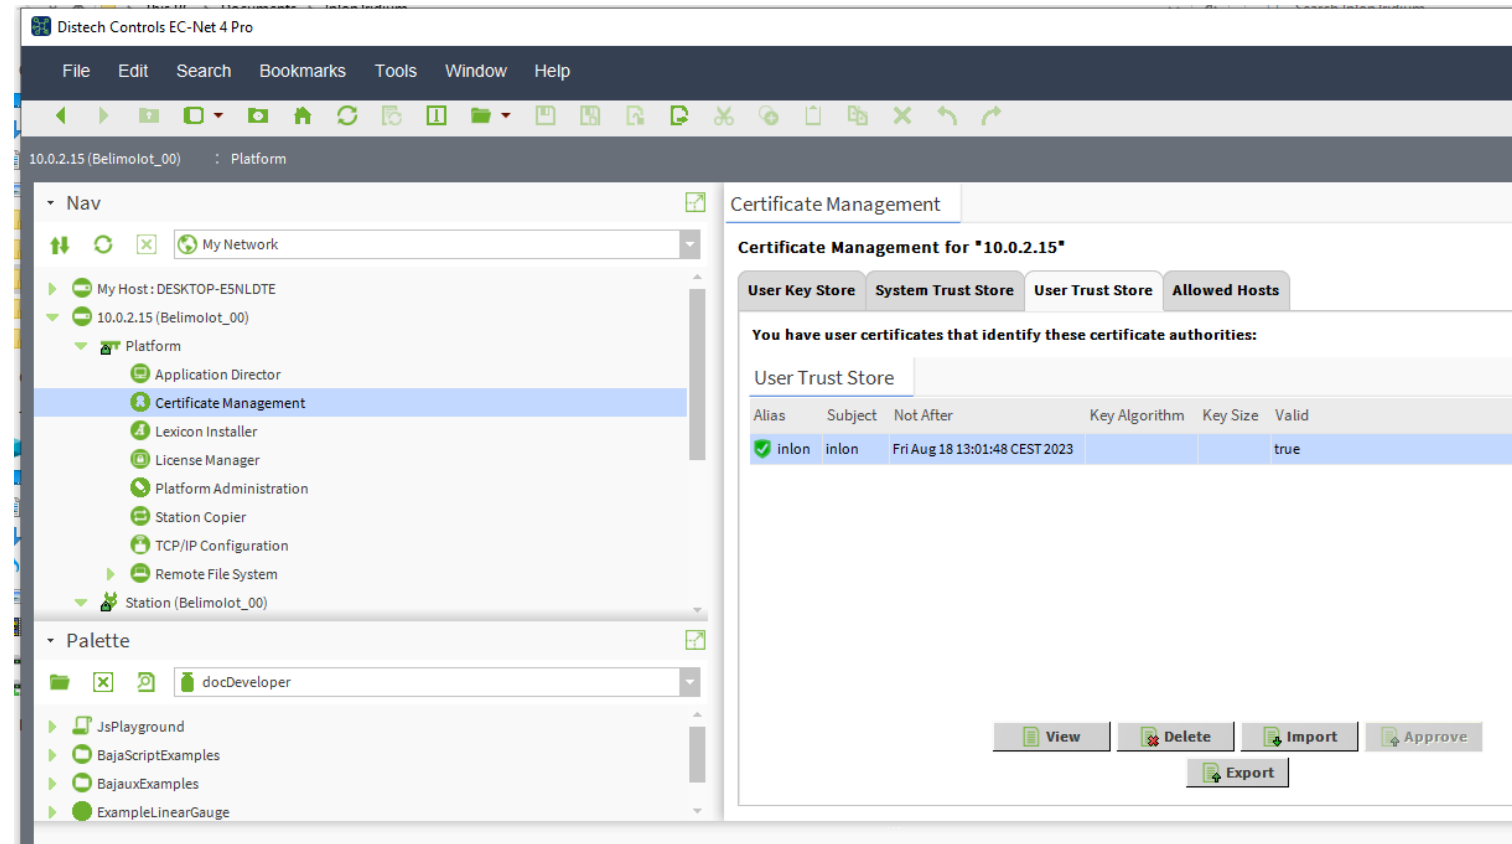 Distech Controls EC-Net 4 Pro
File Edit Search Bookmarks Tools Window Help
10.0.2.15 (BelimoIot_00) : Platform
Nav
My Network
My Host : DESKTOP-E5NLDTE
10.0.2.15 (BelimoIot_00)
Platform
Application Director
Certificate Management
Lexicon Installer
License Manager
Platform Administration
Station Copier
TCP/IP Configuration
Remote File System
Station (BelimoIot_00)
Palette
docDeveloper
JsPlayground
BajaScriptExamples
BajauxExamples
ExampleLinearGauge
Certificate Management
Certificate Management for "10.0.2.15"
User Key Store System Trust Store User Trust Store Allowed Hosts
You have user certificates that identify these certificate authorities:
User Trust Store
Alias Subject Not After Key Algorithm Key Size Valid
inlon inlon Fri Aug 18 13:01:48 CEST 2023 true
View Delete Import Approve
Export